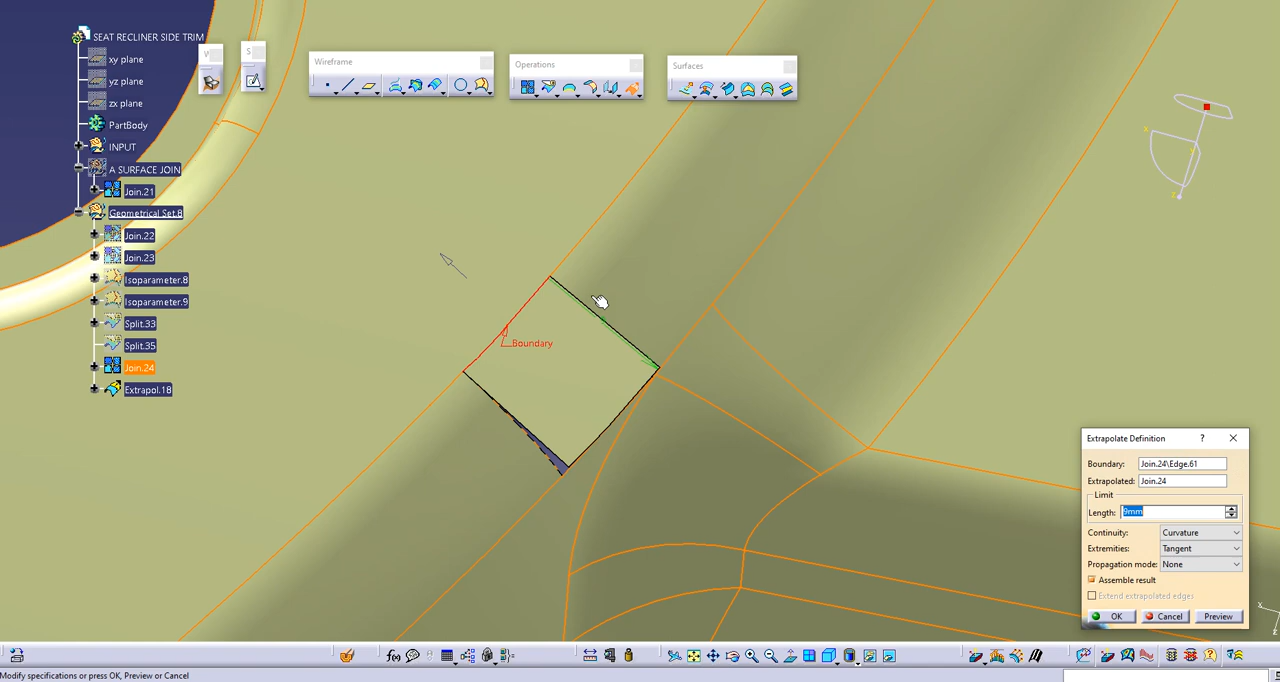 SEAT RECLINER SIDE TRIM
xy plane
yz plane
zx plane
PartBody
INPUT
A SURFACE JOIN
Join.21
Geometrical Set.8
Join.22
Join.23
Isoparameter.8
Isoparameter.9
Split.33
Split.35
Join.24
Extrapol.18
S
Wireframe
Operations
Surfaces
Boundary
x
z
Extrapolate Definition ?
Boundary: Join.24\Edge.61
Extrapolated: Join.24
Limit
Length: 9mm
Continuity: Curvature
Extremities: Tangent
Propagation mode: None
Assemble result
Extend extrapolated edges
OK Cancel Preview
x
z
f(x)
Modify specifications or press OK, Preview or Cancel